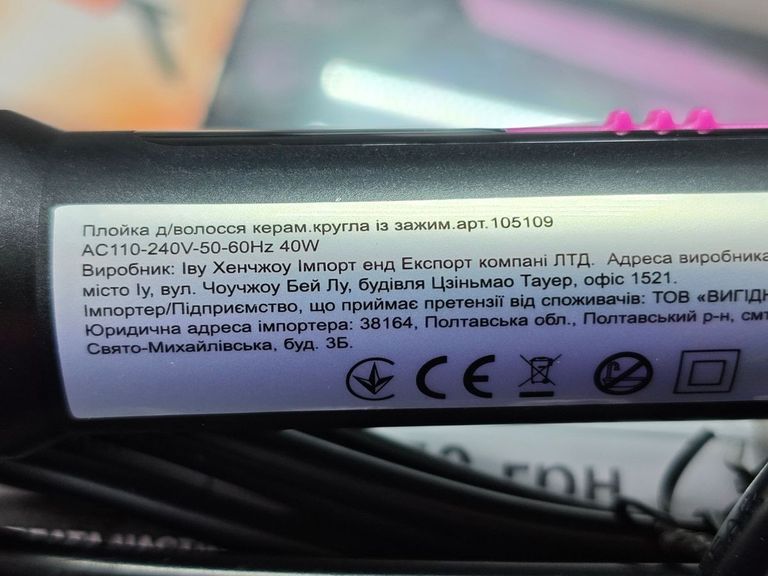 Плойка д/волосся керам.кругла із зажим.арт.105109
AC110-240V-50-60Hz 40W
Виробник: Іву Хенчжоу Імпорт енд Експорт компані ЛТД. Адреса виробника
місто Іу, вул. Чоучжоу Бей Лу, будівля Цзіньмао Тауер, офіс 1521.
Імпортер/Підприємство, що приймає претензії від споживачів: ТОВ «ВИГІДН
Юридична адреса імпортера: 38164, Полтавська обл., Полтавський р-н, смт
Свято-Михайлівська, буд. 3Б.
CE
грн